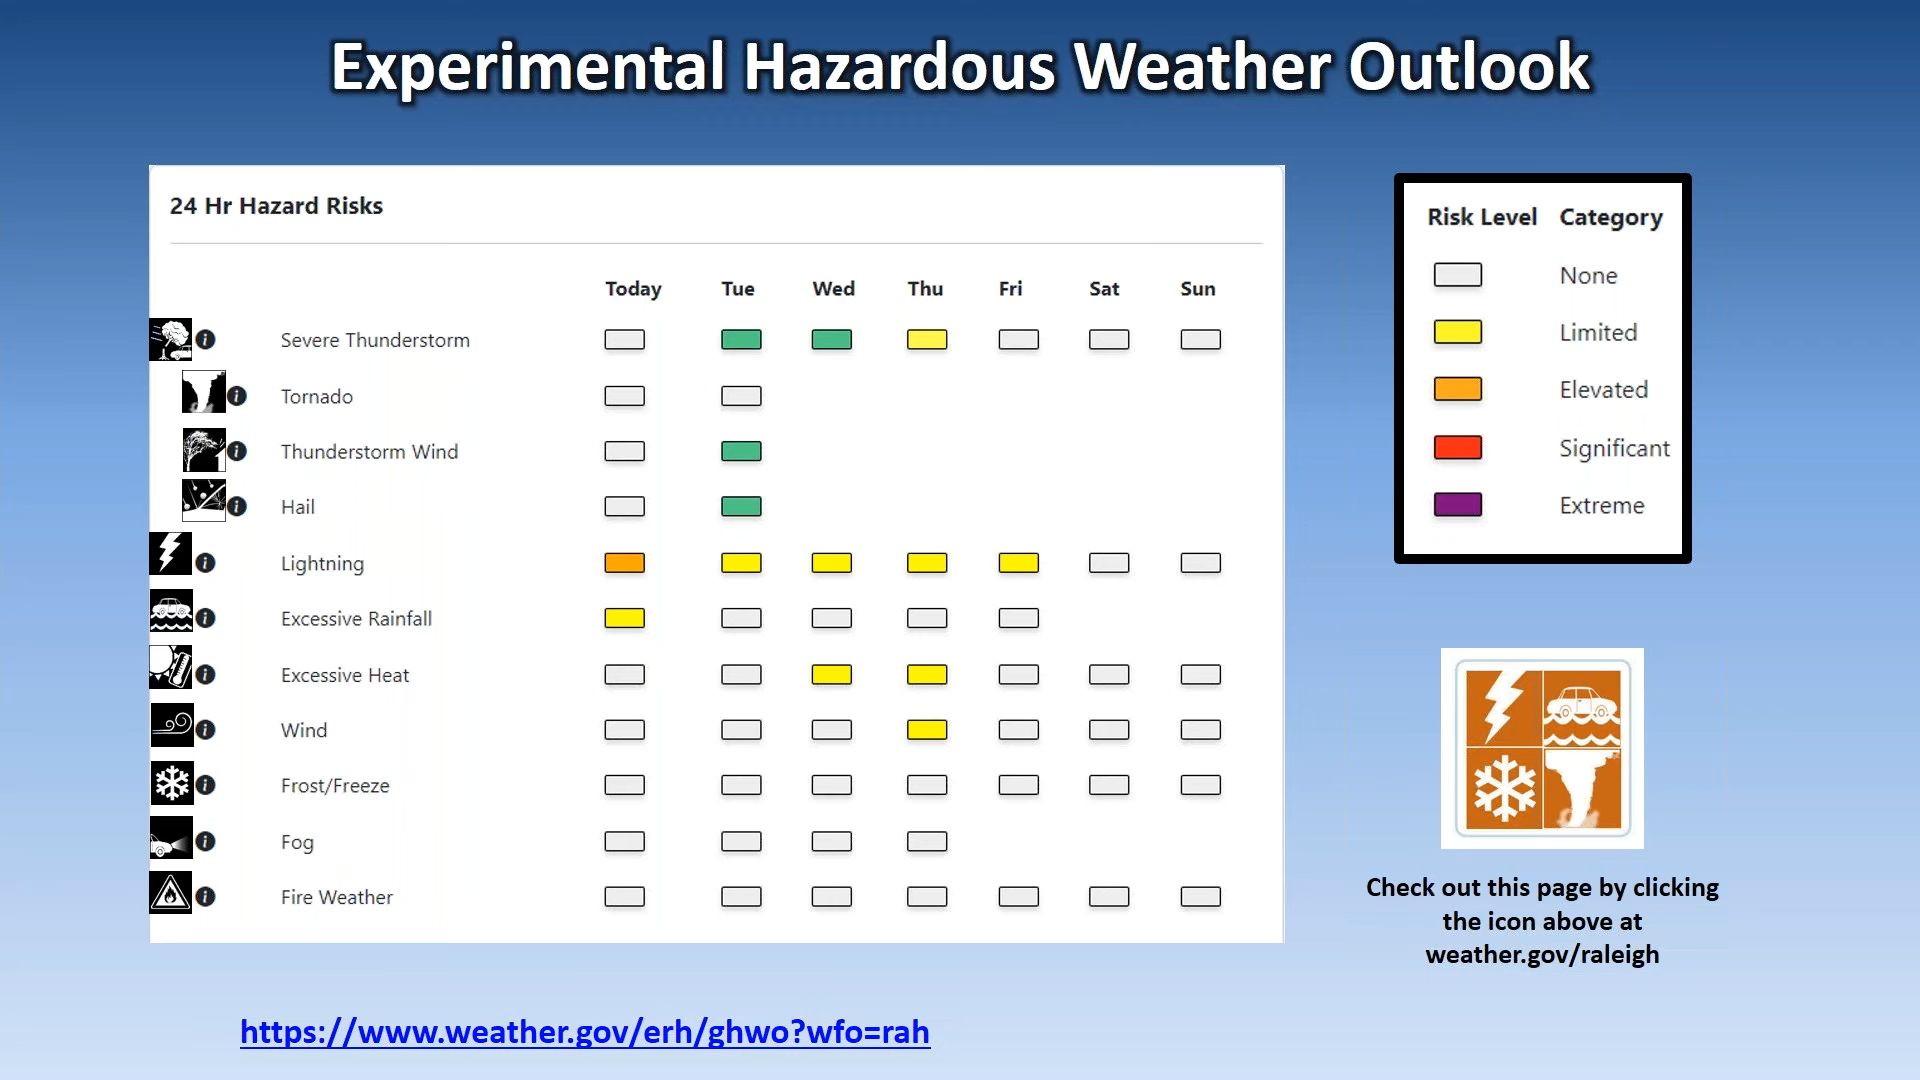 Experimental Hazardous Weather Outlook
24 Hr Hazard Risks
Today Tue Wed Thu Fri Sat Sun
Severe Thunderstorm
Tornado
Thunderstorm Wind
Hail
Lightning
Excessive Rainfall
Excessive Heat
Wind
Frost/Freeze
Fog
Fire Weather
Risk Level Category
None
Limited
Elevated
Significant
Extreme
Check out this page by clicking
the icon above at
weather.gov/raleigh
https://www.weather.gov/erh/ghwo?wfo=rah